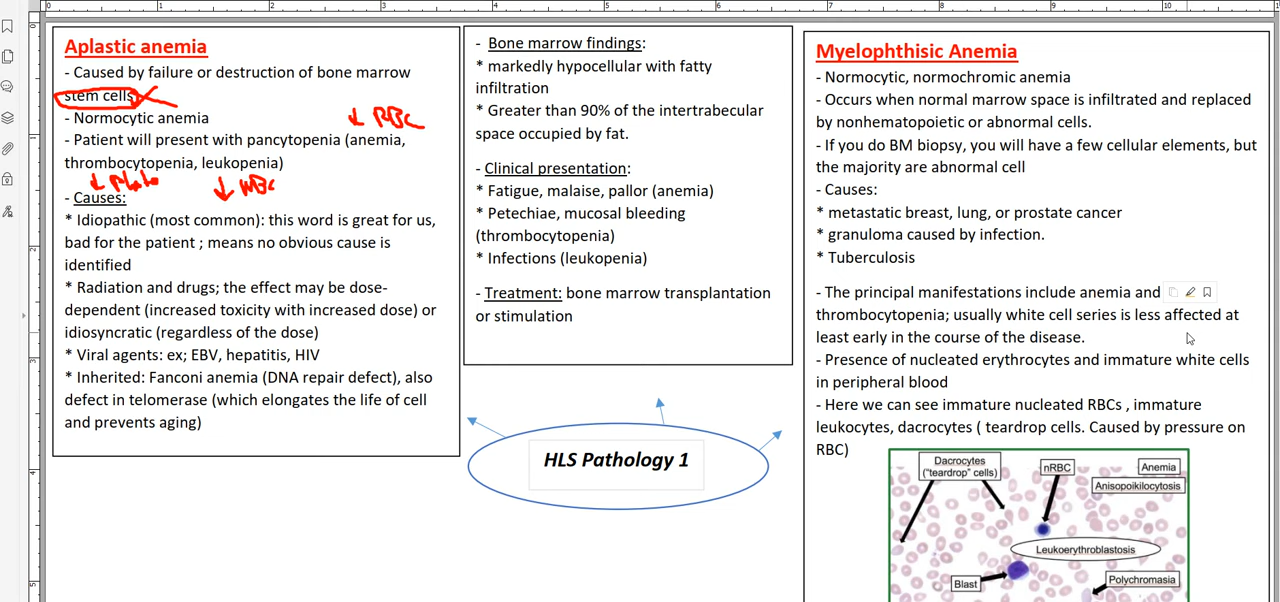 Aplastic anemia
- Caused by failure or destruction of bone marrow
stem cells
- Normocytic anemia
↓ RBC
- Patient will present with pancytopenia (anemia,
thrombocytopenia, leukopenia)
↓ WBC
- Causes:
* Idiopathic (most common): this word is great for us,
bad for the patient ; means no obvious cause is
identified
* Radiation and drugs; the effect may be dose-
dependent (increased toxicity with increased dose) or
idiosyncratic (regardless of the dose)
* Viral agents: ex; EBV, hepatitis, HIV
* Inherited: Fanconi anemia (DNA repair defect), also
defect in telomerase (which elongates the life of cell
and prevents aging)
- Bone marrow findings:
* markedly hypocellular with fatty
infiltration
* Greater than 90% of the intertrabecular
space occupied by fat.
- Clinical presentation:
* Fatigue, malaise, pallor (anemia)
* Petechiae, mucosal bleeding
(thrombocytopenia)
* Infections (leukopenia)
- Treatment: bone marrow transplantation
or stimulation
HLS Pathology 1
Myelophthisic Anemia
- Normocytic, normochromic anemia
- Occurs when normal marrow space is infiltrated and replaced
by nonhematopoietic or abnormal cells.
- If you do BM biopsy, you will have a few cellular elements, but
the majority are abnormal cell
- Causes:
* metastatic breast, lung, or prostate cancer
* granuloma caused by infection.
* Tuberculosis
- The principal manifestations include anemia and
thrombocytopenia; usually white cell series is less affected at
least early in the course of the disease.
- Presence of nucleated erythrocytes and immature white cells
in peripheral blood
- Here we can see immature nucleated RBCs , immature
leukocytes, dacrocytes ( teardrop cells. Caused by pressure on
RBC)
Dacrocytes
("teardrop" cells)
nRBC
Anemia
Anisopoikilocytosis
Leukoerythroblastosis
Blast
Polychromasia